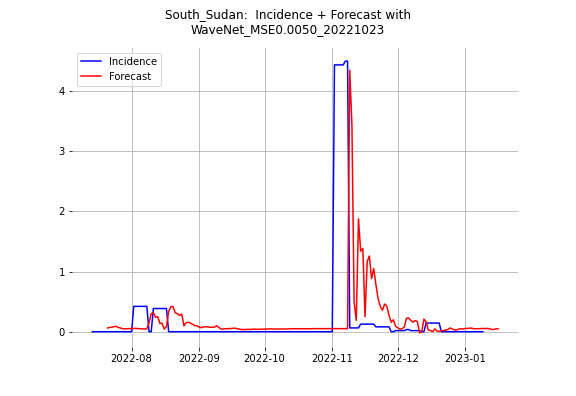 South_Sudan:  Incidence + Forecast with
WaveNet_MSE0.0050_20221023
Incidence
Forecast
4
3
2
1
0
2022-08
2022-09
2022-10
2022-11
2022-12
2023-01